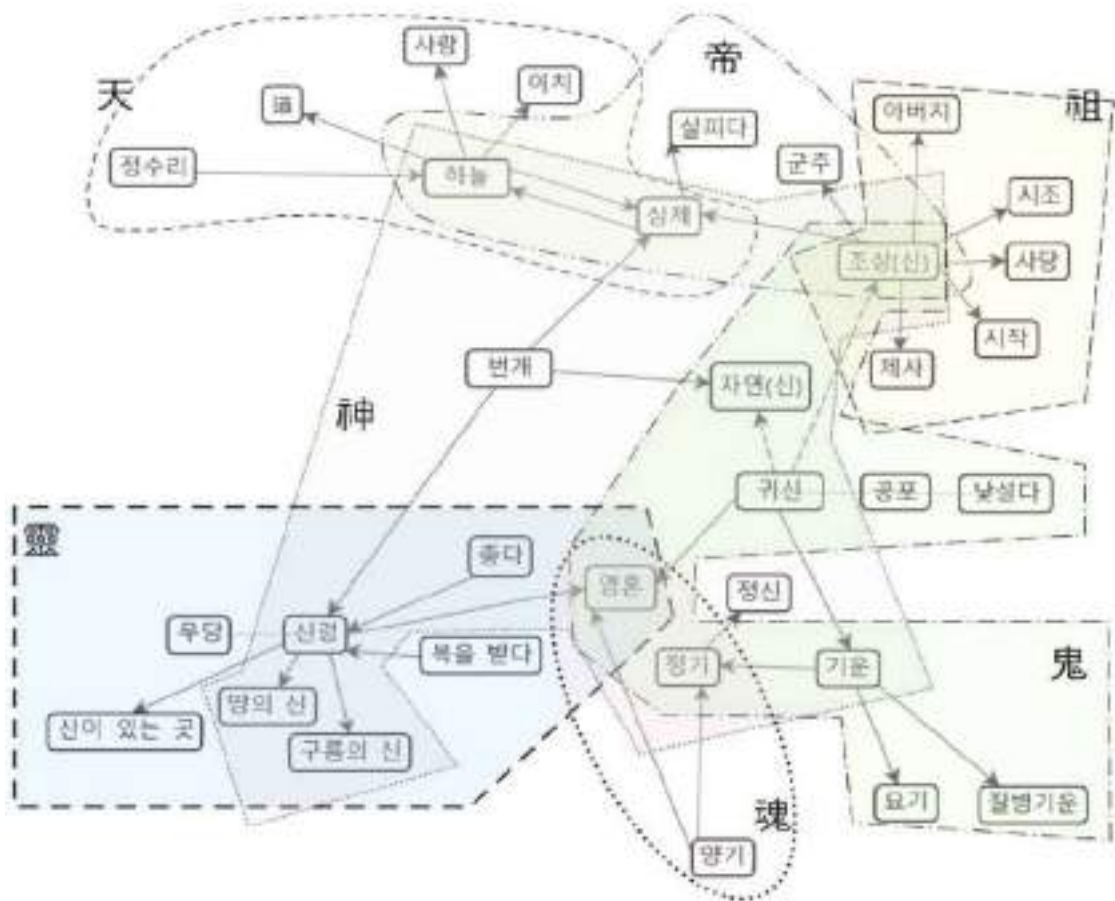 사람
帝
天
이치
祖
道
아버지
살피다
정수리
하늘
군주
시조
상제
조상(신)
사당
시작
번개
제사
자연(신)
神
귀신
공포
낯설다
靈
좋다
영혼
정신
무당
신령
복을 받다
정기
기운
鬼
땅의 신
신이 있는 곳
구름의 신
묘기
질병기운
魂
양기